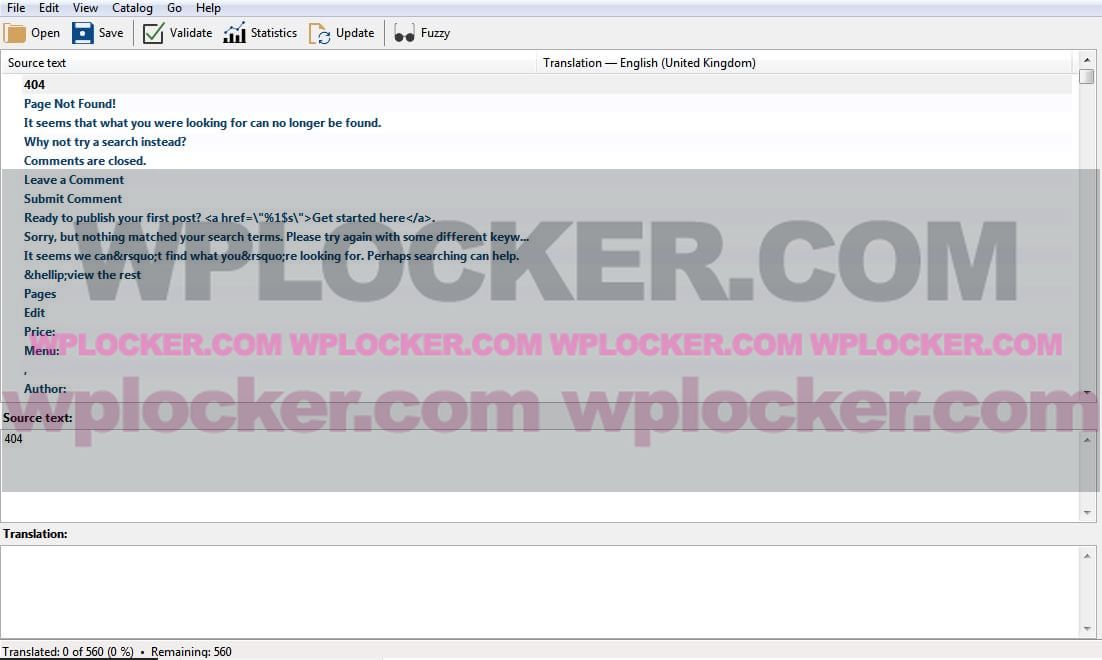 File Edit View Catalog Go Help
Open Save Validate Statistics Update Fuzzy
Source text Translation — English (United Kingdom)
404
Page Not Found!
It seems that what you were looking for can no longer be found.
Why not try a search instead?
Comments are closed.
Leave a Comment
Submit Comment
Ready to publish your first post? <a href=\"%1$s\">Get started here</a>.
Sorry, but nothing matched your search terms. Please try again with some different keyw...
WPLOCKER.COM
It seems we can&rsquo;t find what you&rsquo;re looking for. Perhaps searching can help.
&hellip;view the rest
Pages
Edit
Price:
WPLOCKER.COM WPLOCKER.COM WPLOCKER.COM WPLOCKER.COM
Menu:
,
Author:
wplocker.com wplocker.com
Source text:
404
Translation:
Translated: 0 of 560 (0 %) • Remaining: 560